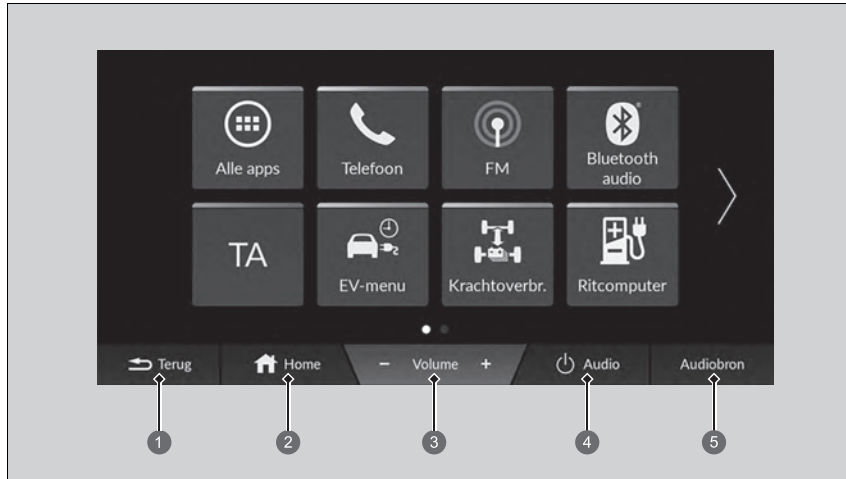 Alle apps
Telefoon
FM
Bluetooth
audio
TA
EV-menu
Krachtoverbr.
Ritcomputer
Terug
Home
- Volume +
Audio
Audiobron
1
2
3
4
5